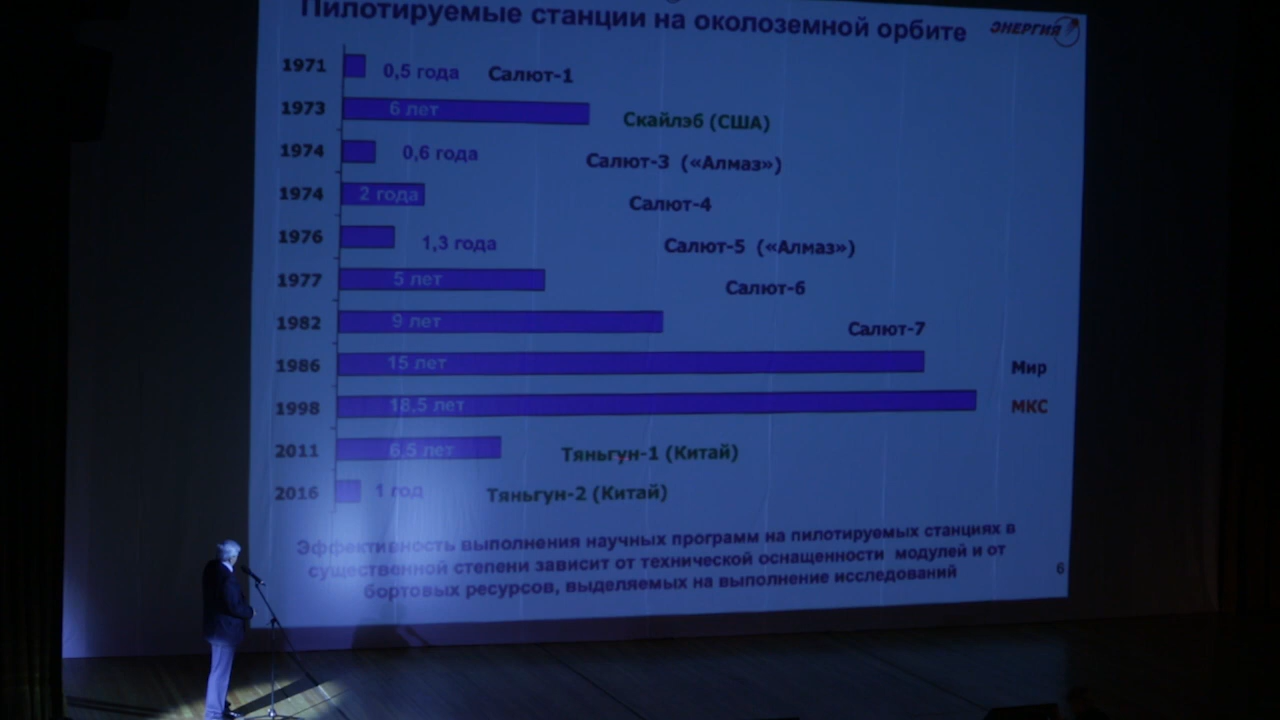 Пилотируемые станции на околоземной орбите
ЭНЕРГИЯ
1971 0,5 года Салют-1
1973 6 лет Скайлэб (США)
1974 0,6 года Салют-3 («Алмаз»)
1974 2 года Салют-4
1976 1,3 года Салют-5 («Алмаз»)
1977 5 лет Салют-6
1982 9 лет Салют-7
1986 15 лет Мир
1998 18,5 лет МКС
2011 6,5 лет Тяньгун-1 (Китай)
2016 1 год Тяньгун-2 (Китай)
Эффективность выполнения научных программ на пилотируемых станциях в
существенной степени зависит от технической оснащенности модулей и от
бортовых ресурсов, выделяемых на выполнение исследований
6